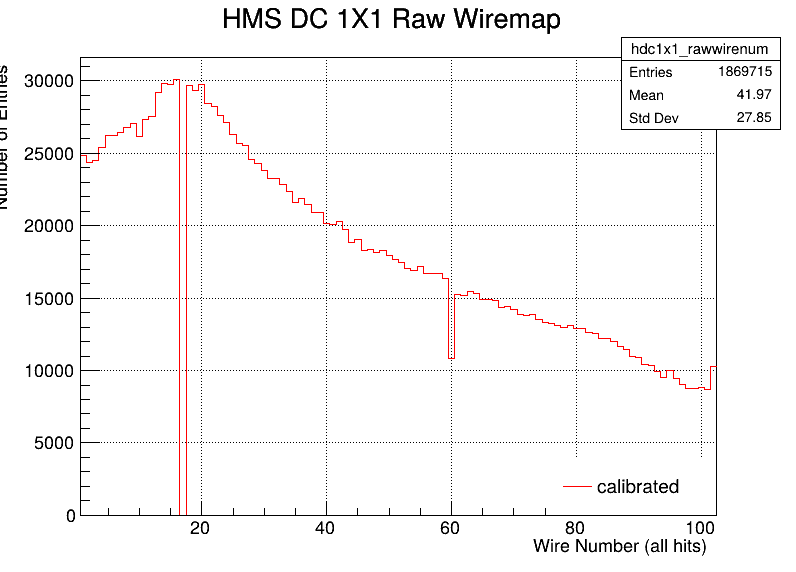 HMS DC 1X1 Raw Wiremap
hdc1x1_rawwirenum
Entries 1869715
Mean 41.97
Std Dev 27.85
Number of Entries
30000
25000
20000
15000
10000
5000
0
20 40 60 80 100
Wire Number (all hits)
calibrated